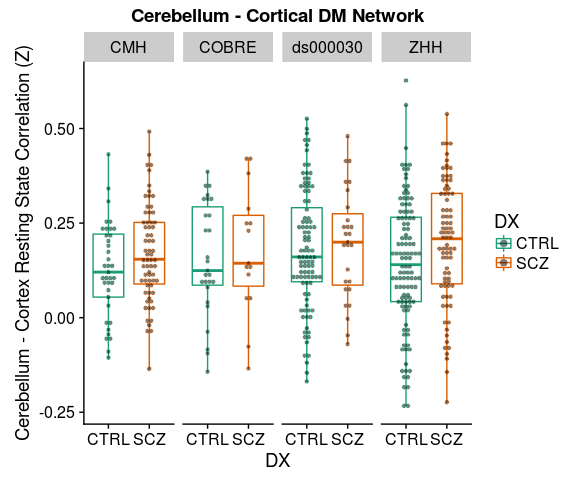 Cerebellum - Cortical DM Network
CMH COBRE ds000030 ZHH
Cerebellum - Cortex Resting State Correlation (Z)
0.50
0.25
0.00
-0.25
CTRL SCZ CTRL SCZ CTRL SCZ CTRL SCZ
DX
DX
CTRL
SCZ